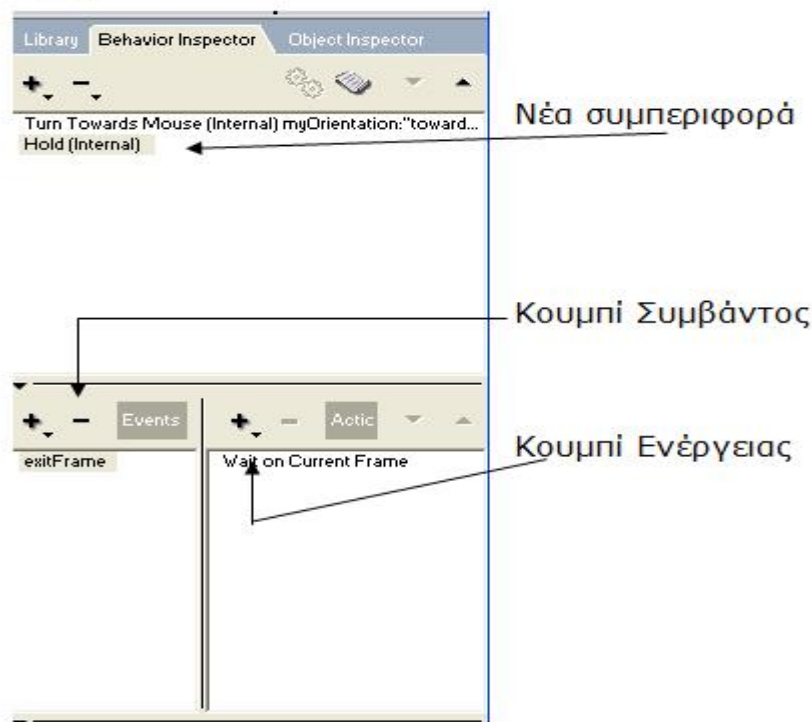 Library Behavior Inspector Object Inspector
Turn Towards Mouse (Internal) myOrientation:"toward...
Hold (Internal)
Νέα συμπεριφορά
Κουμπί Συμβάντος
Events Actic
exitFrame Wait on Current Frame
Κουμπί Ενέργειας